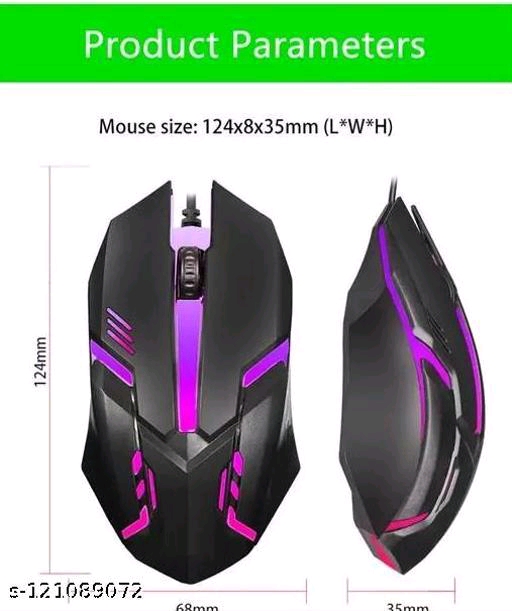 Product Parameters
Mouse size: 124x8x35mm (L*W*H)
124mm
s-121089072
68mm
35mm